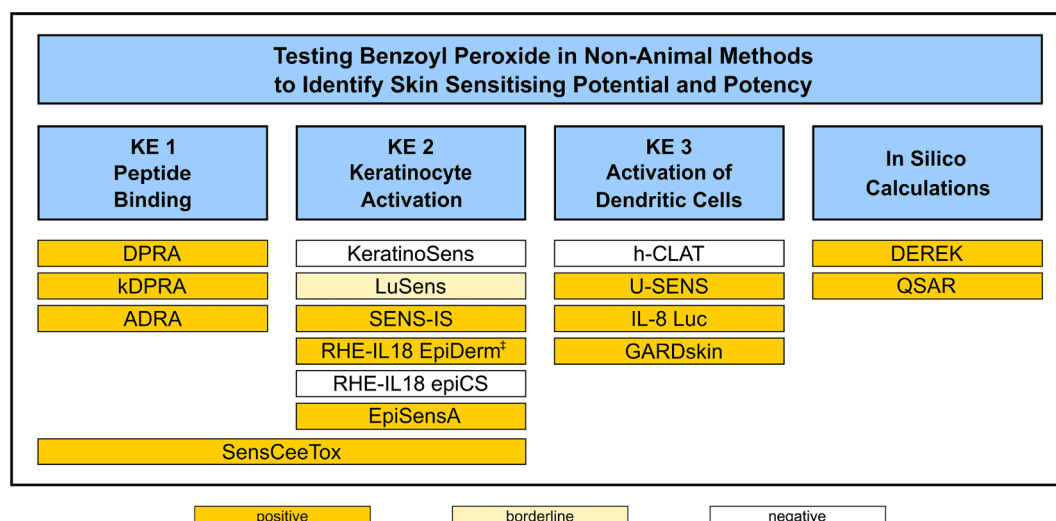 Testing Benzoyl Peroxide in Non-Animal Methods
to Identify Skin Sensitising Potential and Potency
KE 1
Peptide
Binding
DPRA
kDPRA
ADRA
KE 2
Keratinocyte
Activation
KeratinoSens
LuSens
SENS-IS
RHE-IL18 EpiDerm‡
RHE-IL18 epiCS
EpiSensA
SensCeeTox
KE 3
Activation of
Dendritic Cells
h-CLAT
U-SENS
IL-8 Luc
GARDskin
In Silico
Calculations
DEREK
QSAR
positive
borderline
negative